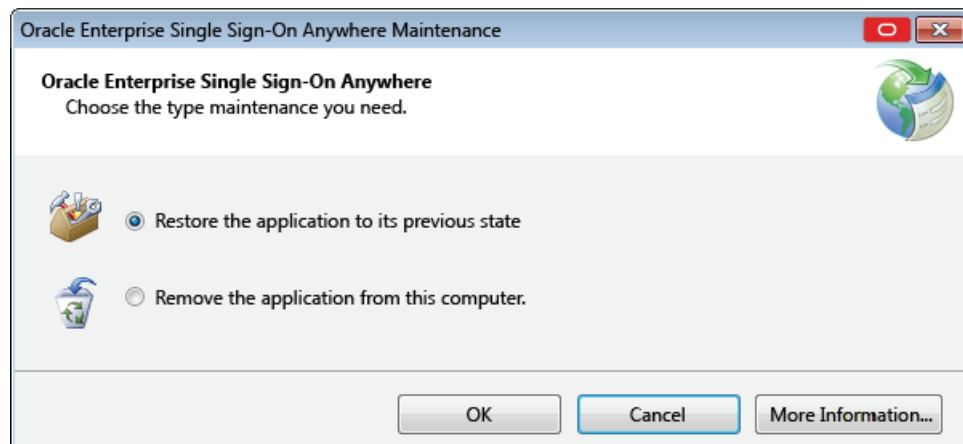 Oracle Enterprise Single Sign-On Anywhere Maintenance
Oracle Enterprise Single Sign-On Anywhere
Choose the type maintenance you need.
Restore the application to its previous state
Remove the application from this computer.
OK
Cancel
More Information...